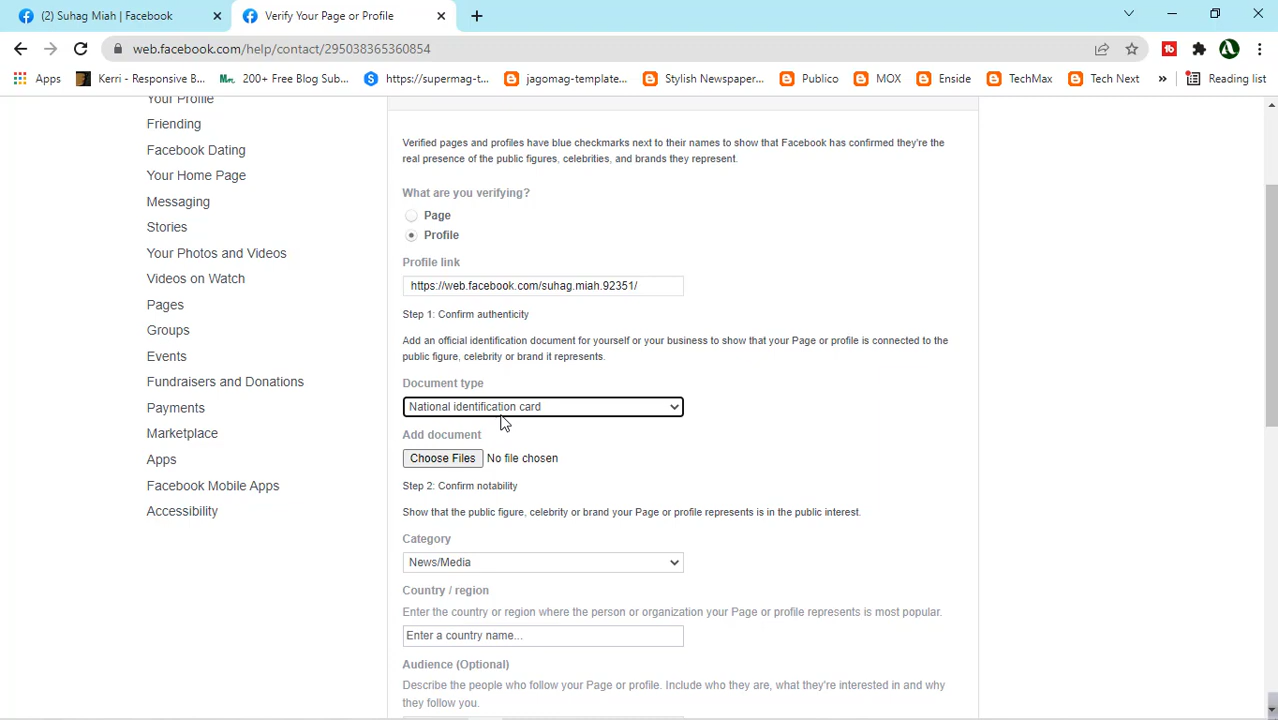 (2) Suhag Miah | Facebook
Verify Your Page or Profile
web.facebook.com/help/contact/295038365360854
Apps
Kerri - Responsive B...
200+ Free Blog Sub...
https://supermag-t...
jagomag-template...
Stylish Newspaper...
Publico
MOX
Enside
TechMax
Tech Next
»
Reading list
Your Profile
Friending
Facebook Dating
Your Home Page
Messaging
Stories
Your Photos and Videos
Videos on Watch
Pages
Groups
Events
Fundraisers and Donations
Payments
Marketplace
Apps
Facebook Mobile Apps
Accessibility
Verified pages and profiles have blue checkmarks next to their names to show that Facebook has confirmed they're the
real presence of the public figures, celebrities, and brands they represent.
What are you verifying?
Page
Profile
Profile link
https://web.facebook.com/suhag.miah.92351/
Step 1: Confirm authenticity
Add an official identification document for yourself or your business to show that your Page or profile is connected to the
public figure, celebrity or brand it represents.
Document type
National identification card
Add document
Choose Files No file chosen
Step 2: Confirm notability
Show that the public figure, celebrity or brand your Page or profile represents is in the public interest.
Category
News/Media
Country / region
Enter the country or region where the person or organization your Page or profile represents is most popular.
Enter a country name...
Audience (Optional)
Describe the people who follow your Page or profile. Include who they are, what they're interested in and why
they follow you.